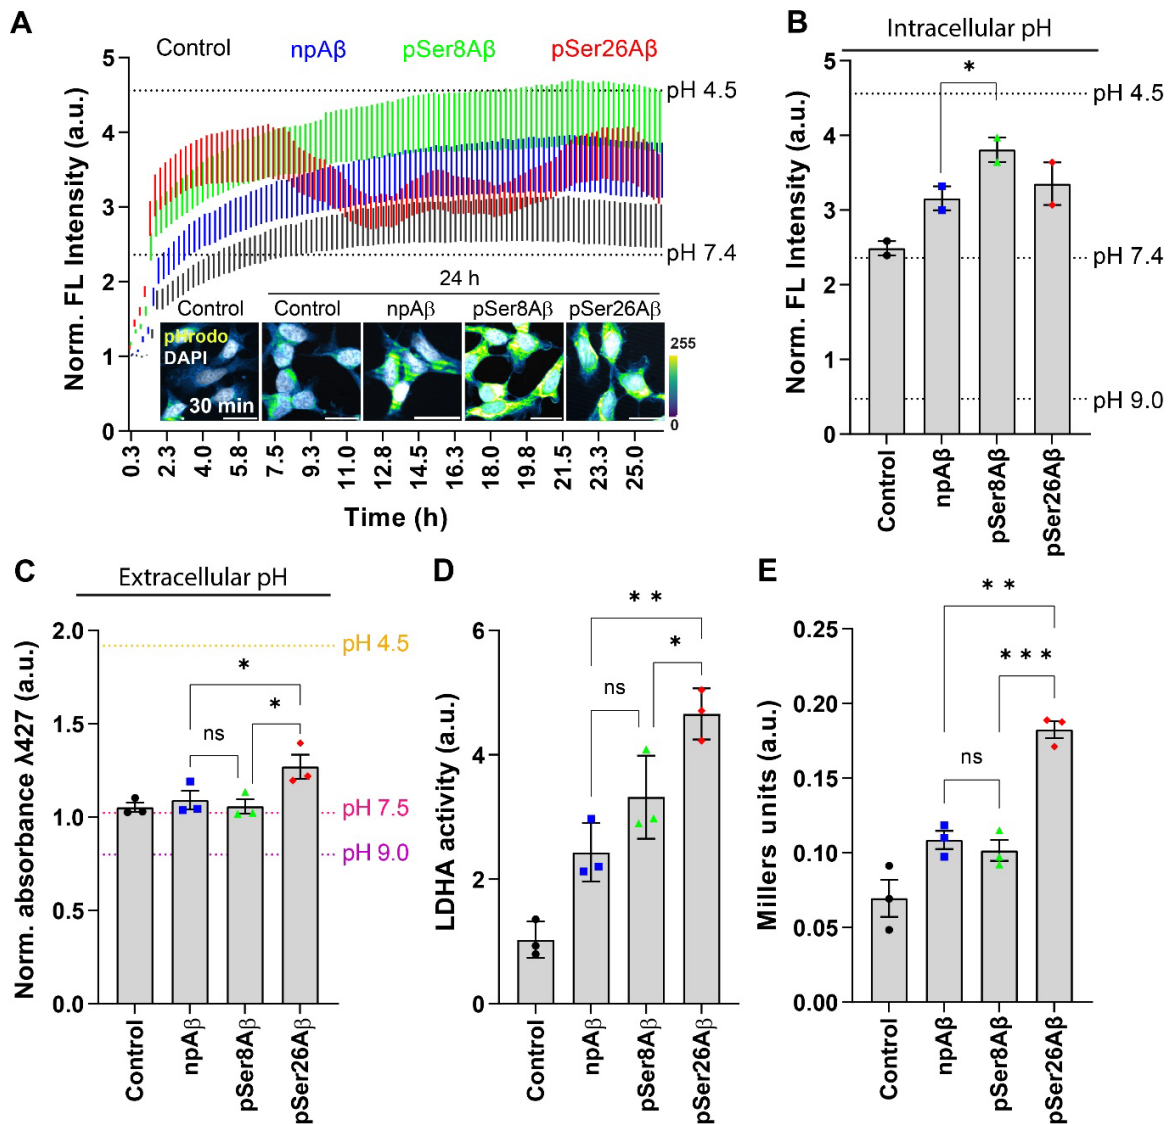 A
Control npAβ pSer8Aβ pSer26Aβ
Norm. FL Intensity (a.u.)
5
4
3
2
1
0
pH 4.5
pH 7.4
24 h
Control Control npAβ pSer8Aβ pSer26Aβ
pHrodo
DAPI
30 min
255
0
0.3 2.3 4.0 5.8 7.5 9.3 11.0 12.8 14.5 16.3 18.0 19.8 21.5 23.3 25.0
Time (h)
B
Intracellular pH
Norm. FL Intensity (a.u.)
5
4
3
2
1
0
*
pH 4.5
pH 7.4
pH 9.0
Control npAβ pSer8Aβ pSer26Aβ
C
Extracellular pH
Norm. absorbance λ427 (a.u.)
2.0
1.5
1.0
0.5
0.0
pH 4.5
pH 7.5
pH 9.0
*
*
ns
Control npAβ pSer8Aβ pSer26Aβ
D
LDHA activity (a.u.)
6
4
2
0
* *
*
ns
Control npAβ pSer8Aβ pSer26Aβ
E
Millers units (a.u.)
0.25
0.20
0.15
0.10
0.05
0.00
* *
* * *
ns
Control npAβ pSer8Aβ pSer26Aβ